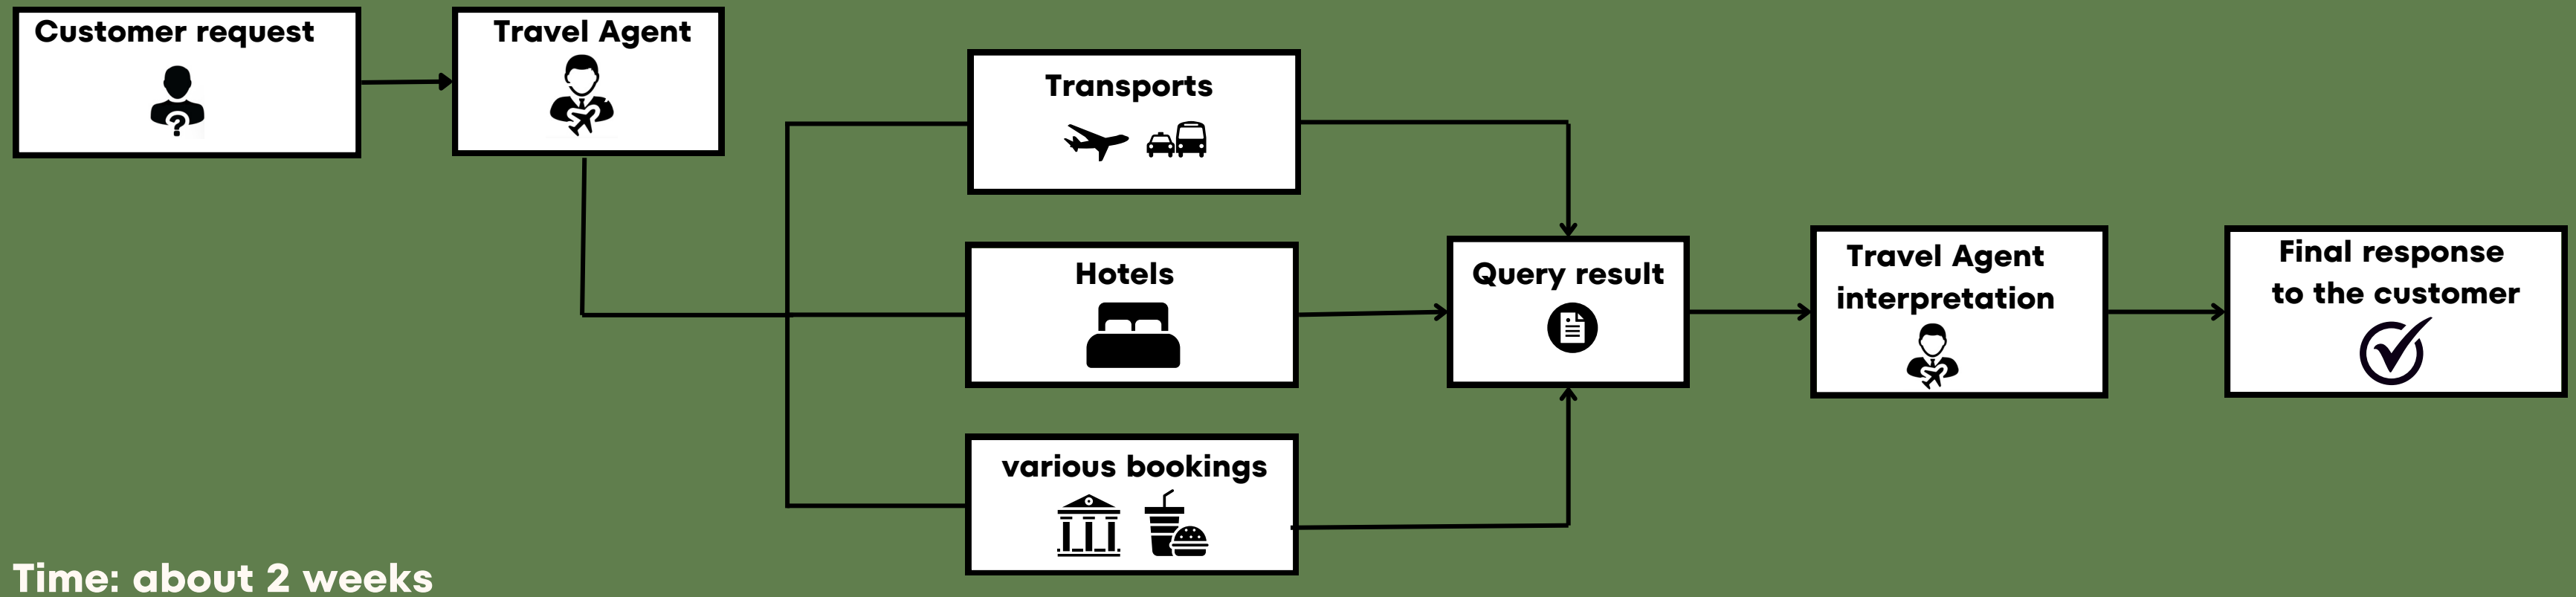 Customer request
?
Travel Agent
Transports
Hotels
various bookings
Query result
Travel Agent
interpretation
Final response
to the customer
Time: about 2 weeks